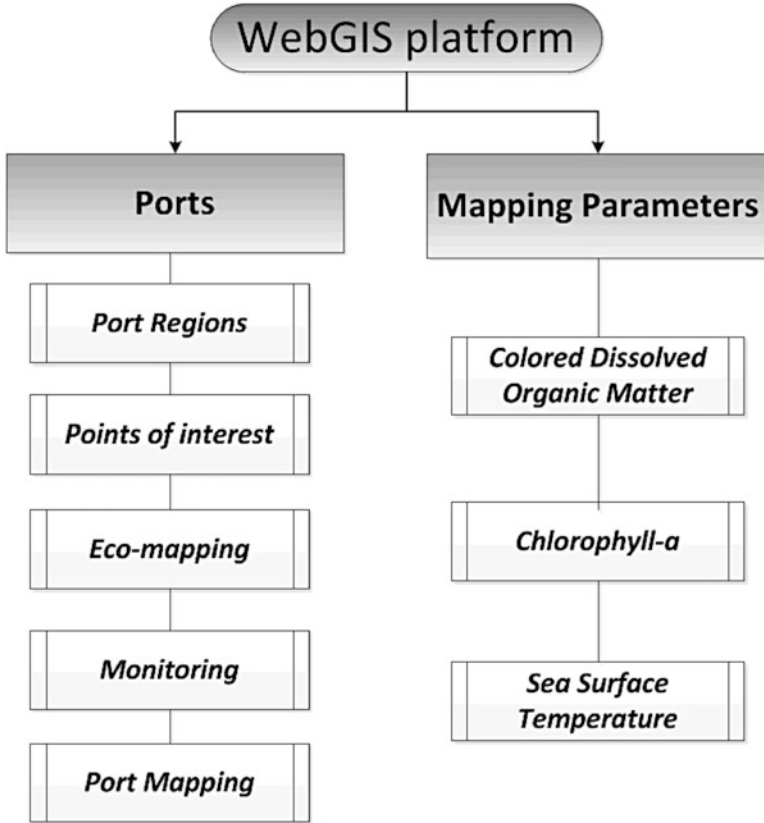 WebGIS platform
Ports
Port Regions
Points of interest
Eco-mapping
Monitoring
Port Mapping
Mapping Parameters
Colored Dissolved
Organic Matter
Chlorophyll-a
Sea Surface
Temperature